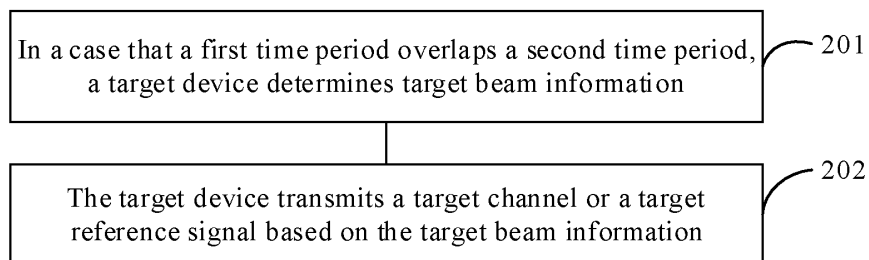 In a case that a first time period overlaps a second time period,
a target device determines target beam information
201
The target device transmits a target channel or a target
reference signal based on the target beam information
202